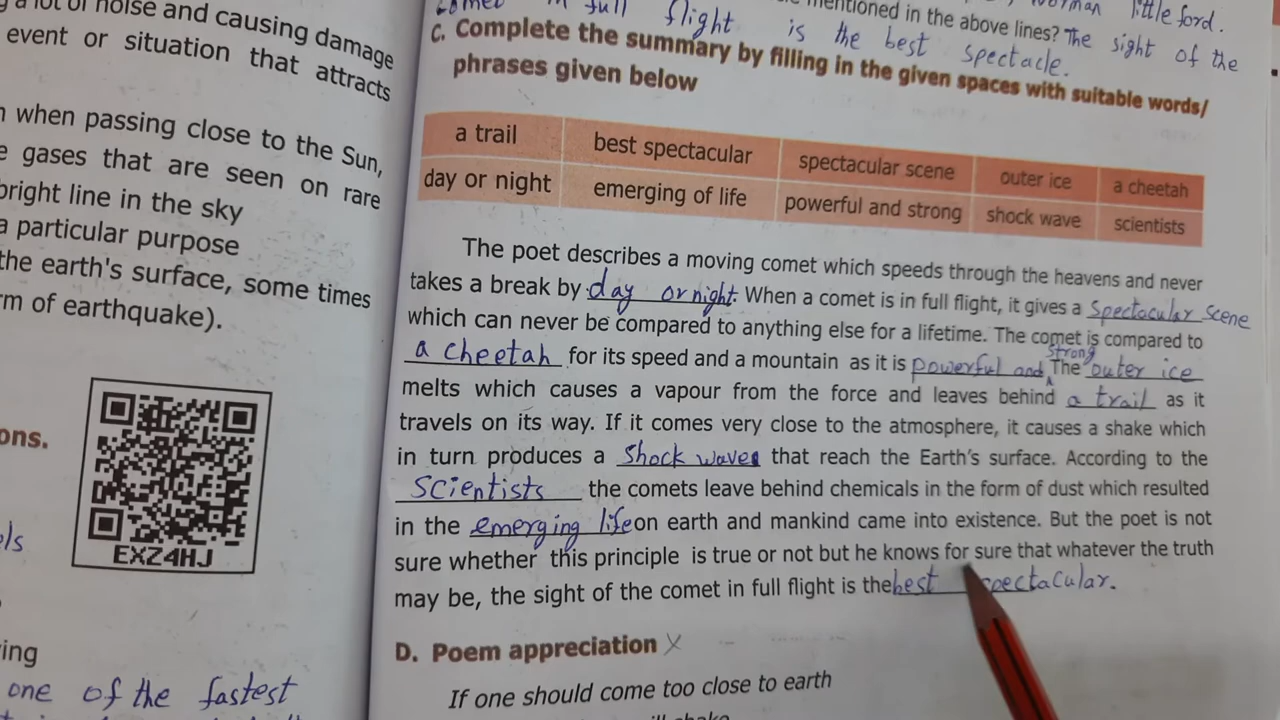 a lot of noise and causing damage
event or situation that attracts
when passing close to the Sun,
gases that are seen on rare
bright line in the sky
a particular purpose
the earth's surface, some times
rm of earthquake).
ons.
EXZ4HJ
ls
ing
one of the fastest
little ford.
comet in full flight is the best spectacle.
mentioned in the above lines? The sight of the
C. Complete the summary by filling in the given spaces with suitable words/
phrases given below
a trail best spectacular spectacular scene outer ice a cheetah
day or night emerging of life powerful and strong shock wave scientists
The poet describes a moving comet which speeds through the heavens and never
takes a break by day or night. When a comet is in full flight, it gives a Spectacular scene
which can never be compared to anything else for a lifetime. The comet is compared to
a cheetah for its speed and a mountain as it is powerful and strong The outer ice
melts which causes a vapour from the force and leaves behind a trail as it
travels on its way. If it comes very close to the atmosphere, it causes a shake which
in turn produces a shock wave that reach the Earth's surface. According to the
scientists the comets leave behind chemicals in the form of dust which resulted
in the emerging life on earth and mankind came into existence. But the poet is not
sure whether this principle is true or not but he knows for sure that whatever the truth
may be, the sight of the comet in full flight is the best spectacular.
D. Poem appreciation X
If one should come too close to earth